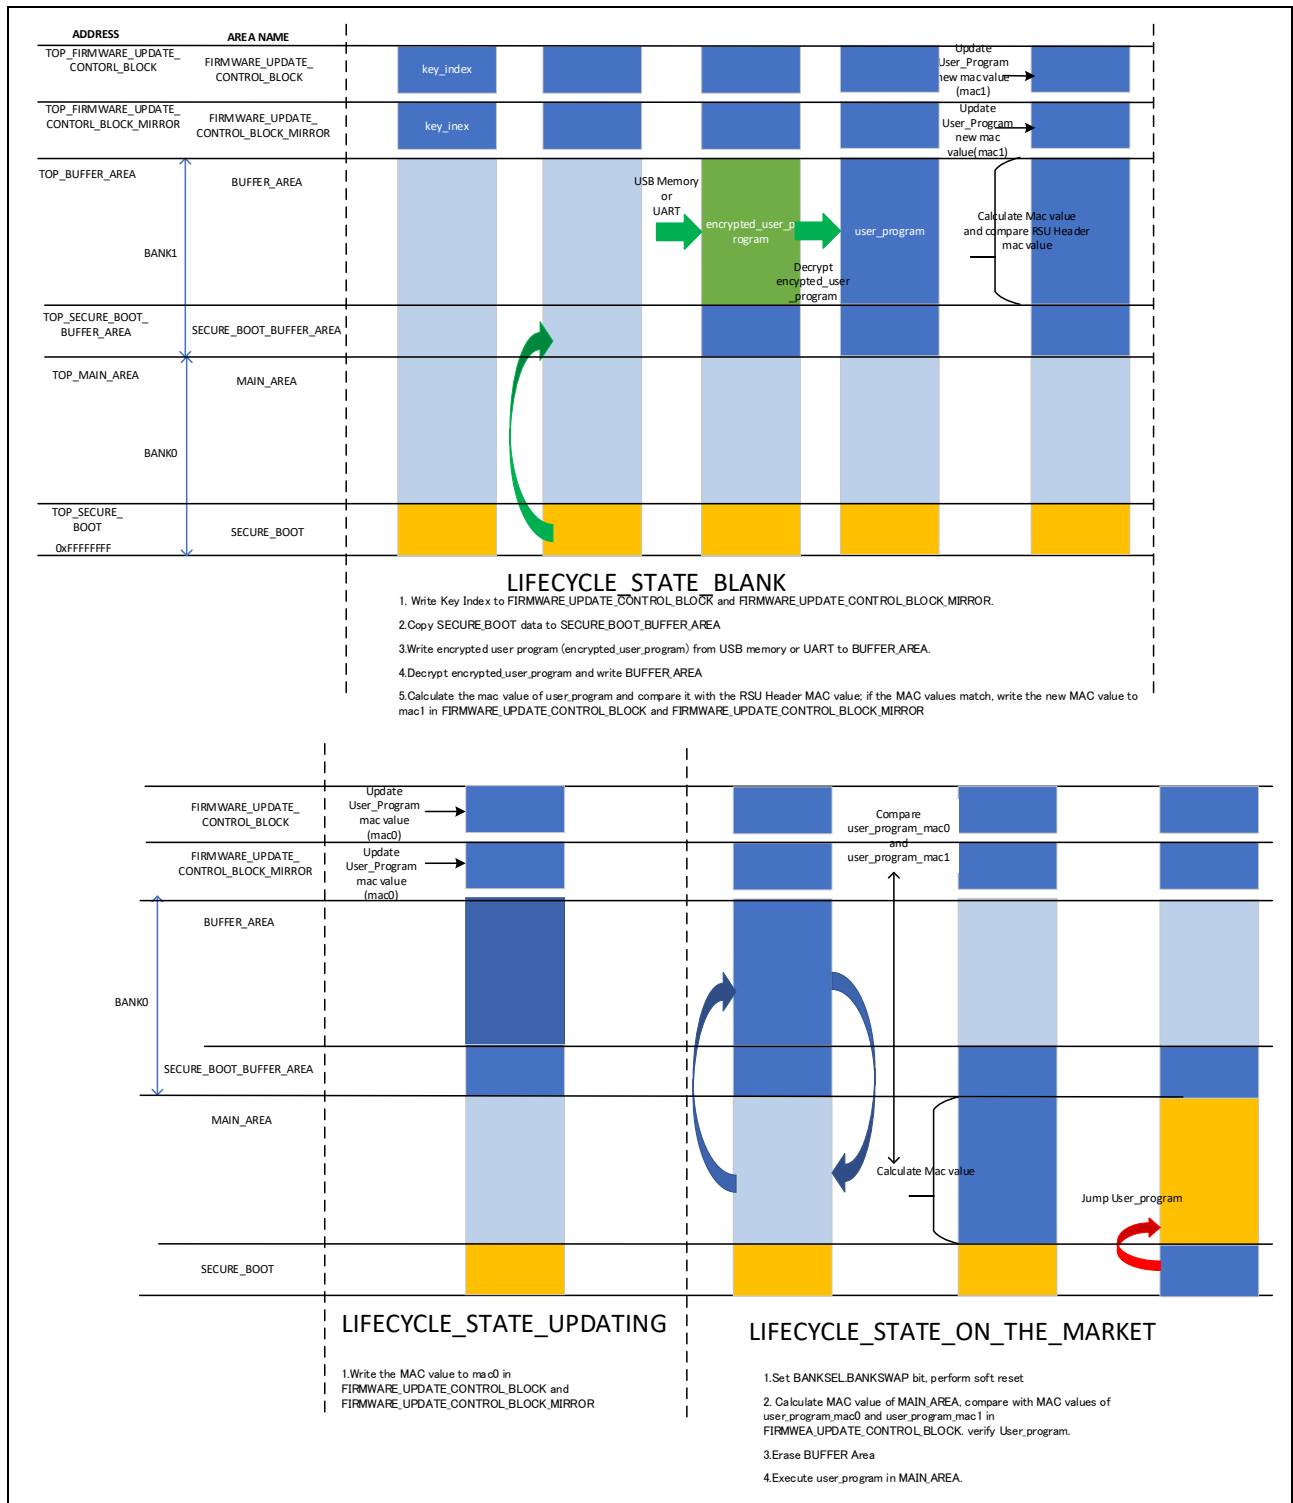 ADDRESS
AREA NAME
TOP_FIRMWARE_UPDATE_
CONTORL_BLOCK
FIRMWARE_UPDATE_
CONTROL_BLOCK
key_index
Update
User_Program
new mac value
(mac1)
TOP_FIRMWARE_UPDATE_
CONTORL_BLOCK_MIRROR
FIRMWARE_UPDATE_
CONTROL_BLOCK_MIRROR
key_inex
Update
User_Program
new mac
value(mac1)
TOP_BUFFER_AREA
BUFFER_AREA
USB Memory
or
UART
encrypted_user_p
rogram
user_program
Calculate Mac value
and compare RSU Header
mac value
BANK1
Decrypt
encypted_user
_program
TOP_SECURE_BOOT_
BUFFER_AREA
SECURE_BOOT_BUFFER_AREA
TOP_MAIN_AREA
MAIN_AREA
BANK0
TOP_SECURE_
BOOT
0xFFFFFFFF
SECURE_BOOT
LIFECYCLE_STATE_BLANK
1. Write Key Index to FIRMWARE_UPDATE_CONTROL_BLOCK and FIRMWARE_UPDATE_CONTROL_BLOCK_MIRROR.
2.Copy SECURE_BOOT data to SECURE_BOOT_BUFFER_AREA
3.Write encrypted user program (encrypted_user_program) from USB memory or UART to BUFFER_AREA.
4.Decrypt encrypted_user_program and write BUFFER_AREA
5.Calculate the mac value of user_program and compare it with the RSU Header MAC value; if the MAC values match, write the new MAC value to
mac1 in FIRMWARE_UPDATE_CONTROL_BLOCK and FIRMWARE_UPDATE_CONTROL_BLOCK_MIRROR
FIRMWARE_UPDATE_
CONTROL_BLOCK
Update
User_Program
mac value
(mac0)
Compare
user_program_mac0
and
user_program_mac1
FIRMWARE_UPDATE_
CONTROL_BLOCK_MIRROR
Update
User_Program
mac value
(mac0)
BUFFER_AREA
BANK0
SECURE_BOOT_BUFFER_AREA
MAIN_AREA
Calculate Mac value
Jump User_program
SECURE_BOOT
LIFECYCLE_STATE_UPDATING
1.Write the MAC value to mac0 in
FIRMWARE_UPDATE_CONTROL_BLOCK and
FIRMWARE_UPDATE_CONTROL_BLOCK_MIRROR
LIFECYCLE_STATE_ON_THE_MARKET
1.Set BANKSEL.BANKSWAP bit, perform soft reset
2. Calculate MAC value of MAIN_AREA, compare with MAC values of
user_program_mac0 and user_program_mac1 in
FIRMWEA_UPDATE_CONTROL_BLOCK. verify User_program.
3.Erase BUFFER Area
4.Execute user_program in MAIN_AREA.